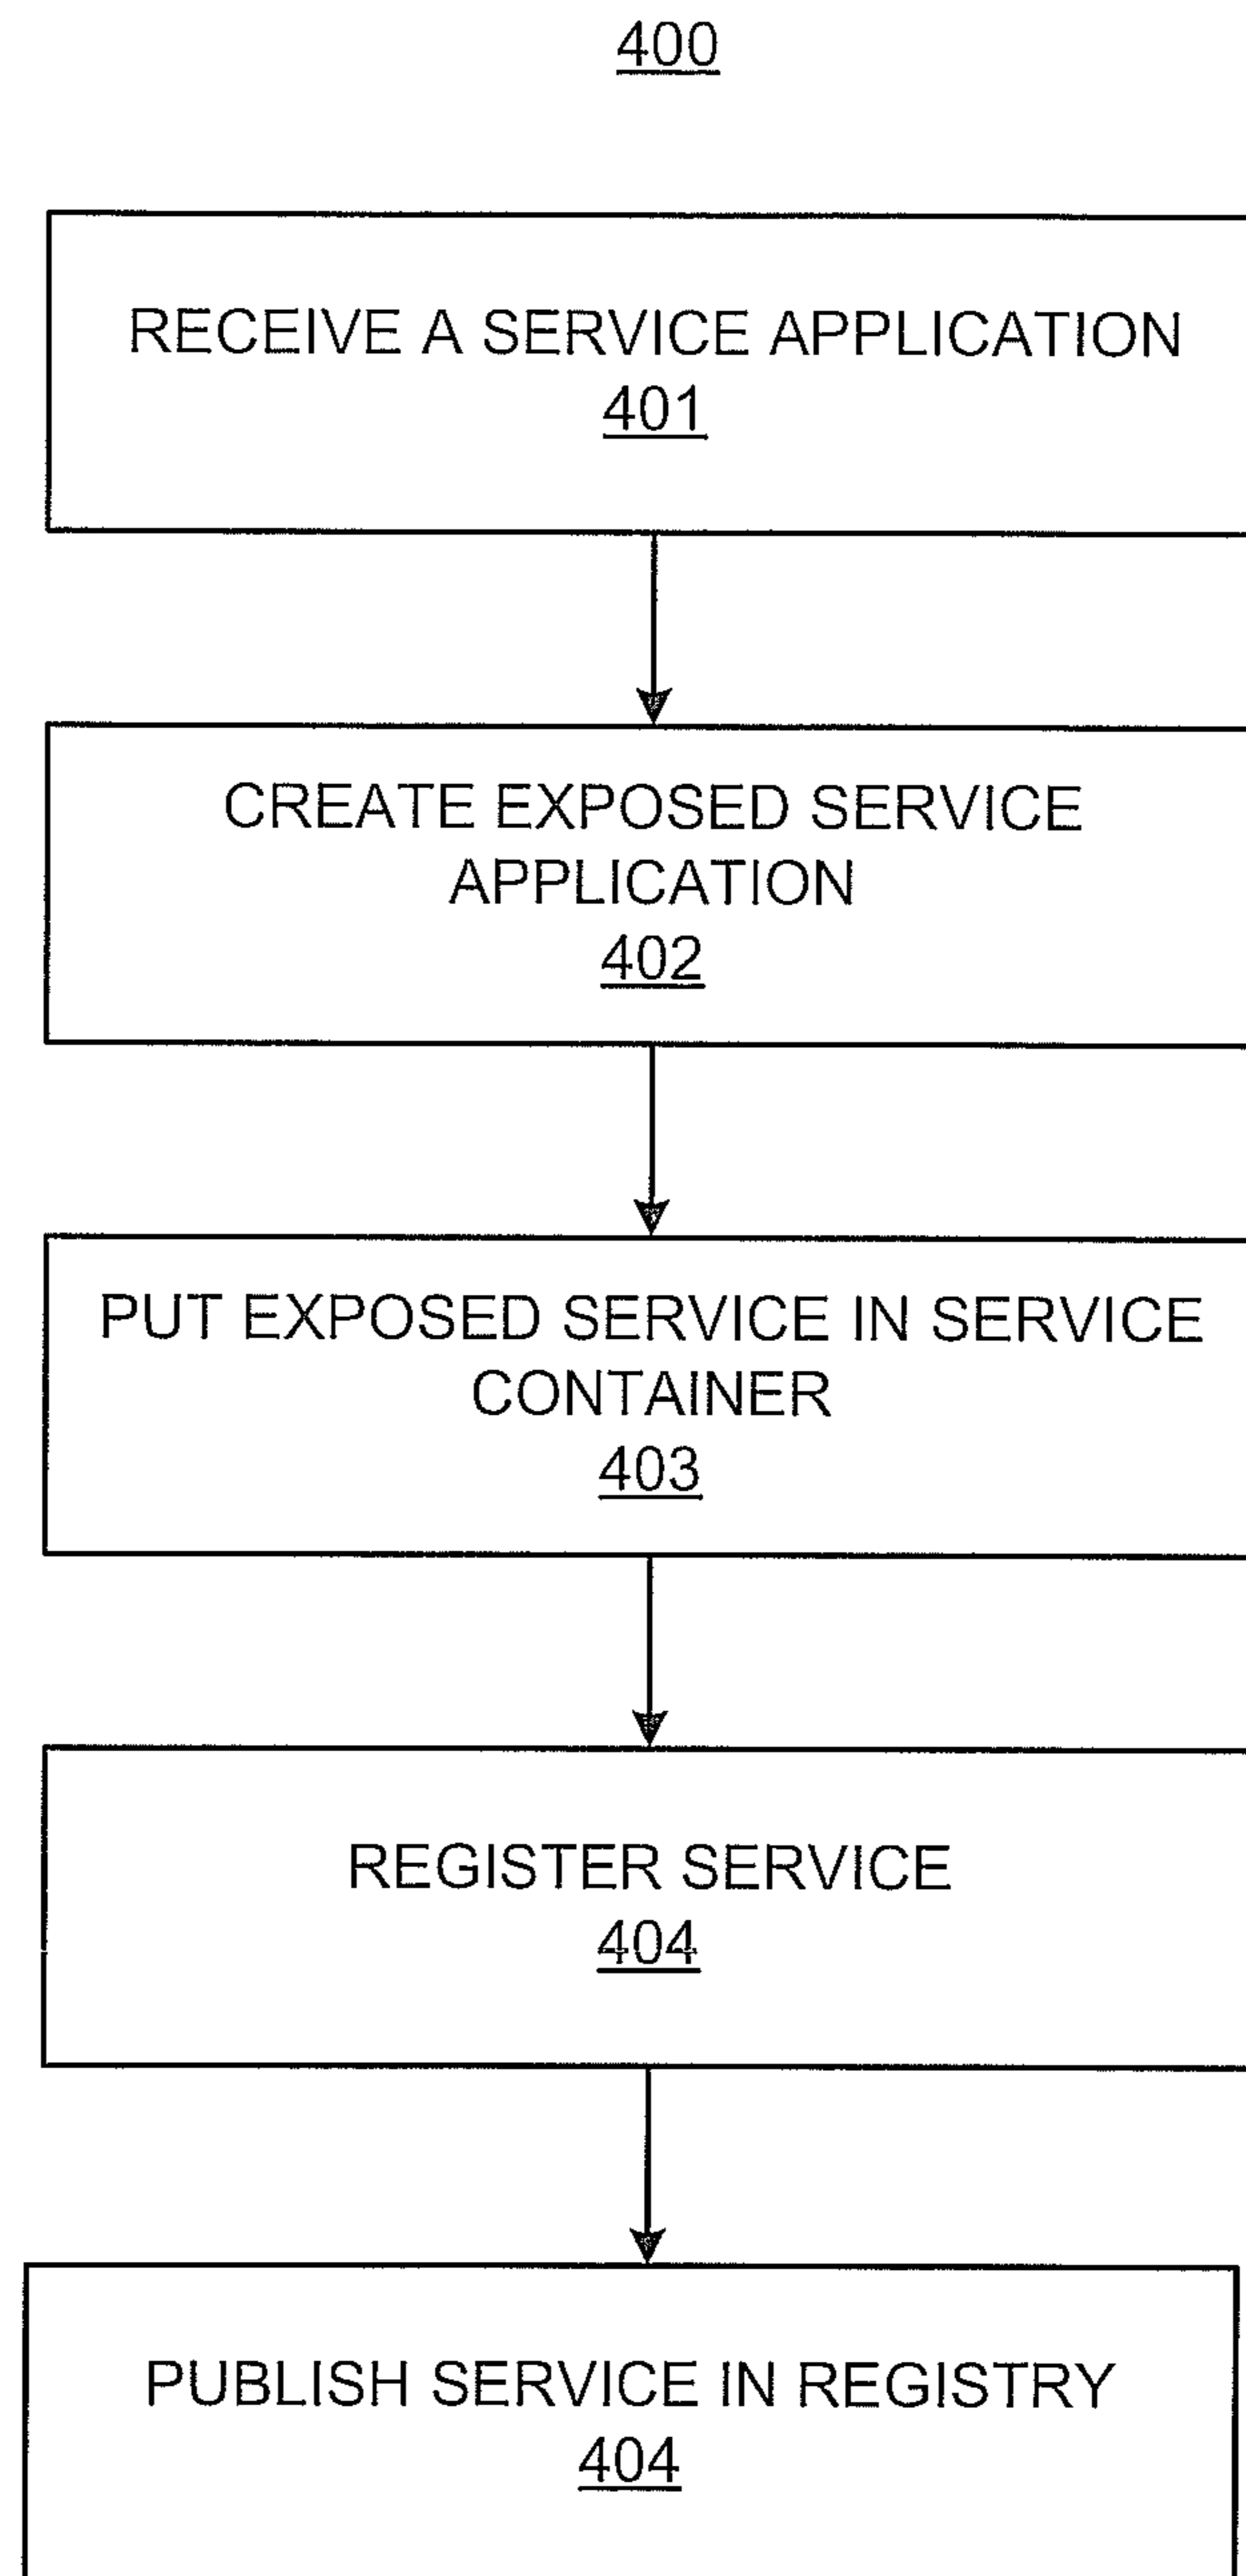 400
RECEIVE A SERVICE APPLICATION
401
CREATE EXPOSED SERVICE
APPLICATION
402
PUT EXPOSED SERVICE IN SERVICE
CONTAINER
403
REGISTER SERVICE
404
PUBLISH SERVICE IN REGISTRY
404